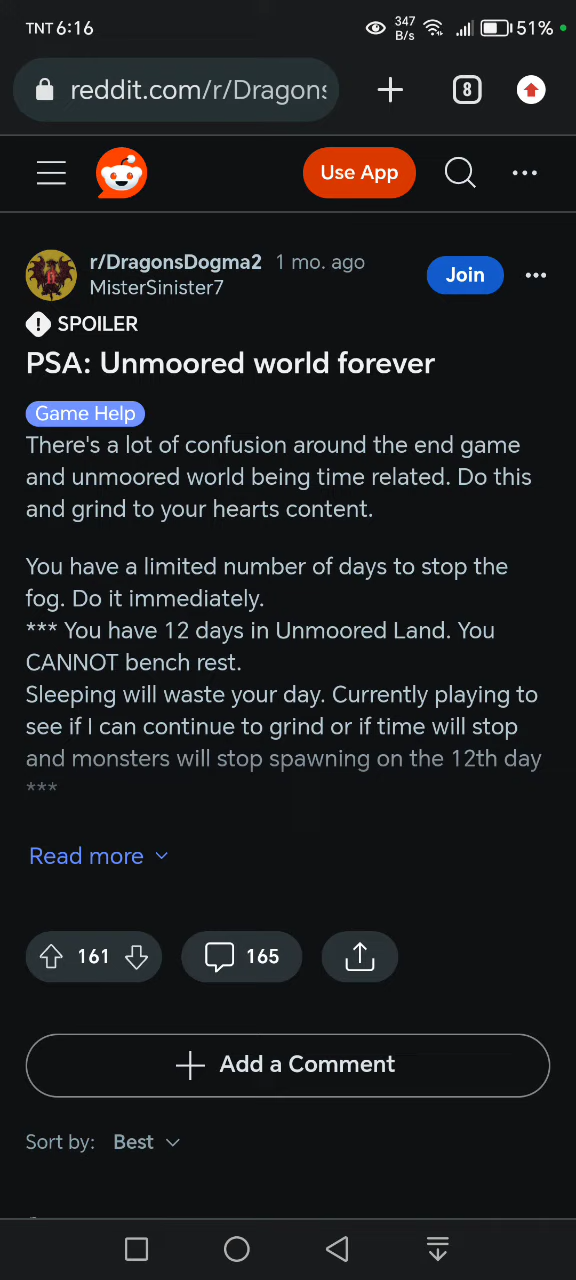 TNT 6:16
347 B/s
51%
reddit.com/r/Dragons
8
Use App
r/DragonsDogma2 1 mo. ago
MisterSinister7
Join
! SPOILER
PSA: Unmoored world forever
Game Help
There's a lot of confusion around the end game
and unmoored world being time related. Do this
and grind to your hearts content.
You have a limited number of days to stop the
fog. Do it immediately.
*** You have 12 days in Unmoored Land. You
CANNOT bench rest.
Sleeping will waste your day. Currently playing to
see if I can continue to grind or if time will stop
and monsters will stop spawning on the 12th day
***
Read more
161
165
Add a Comment
Sort by: Best